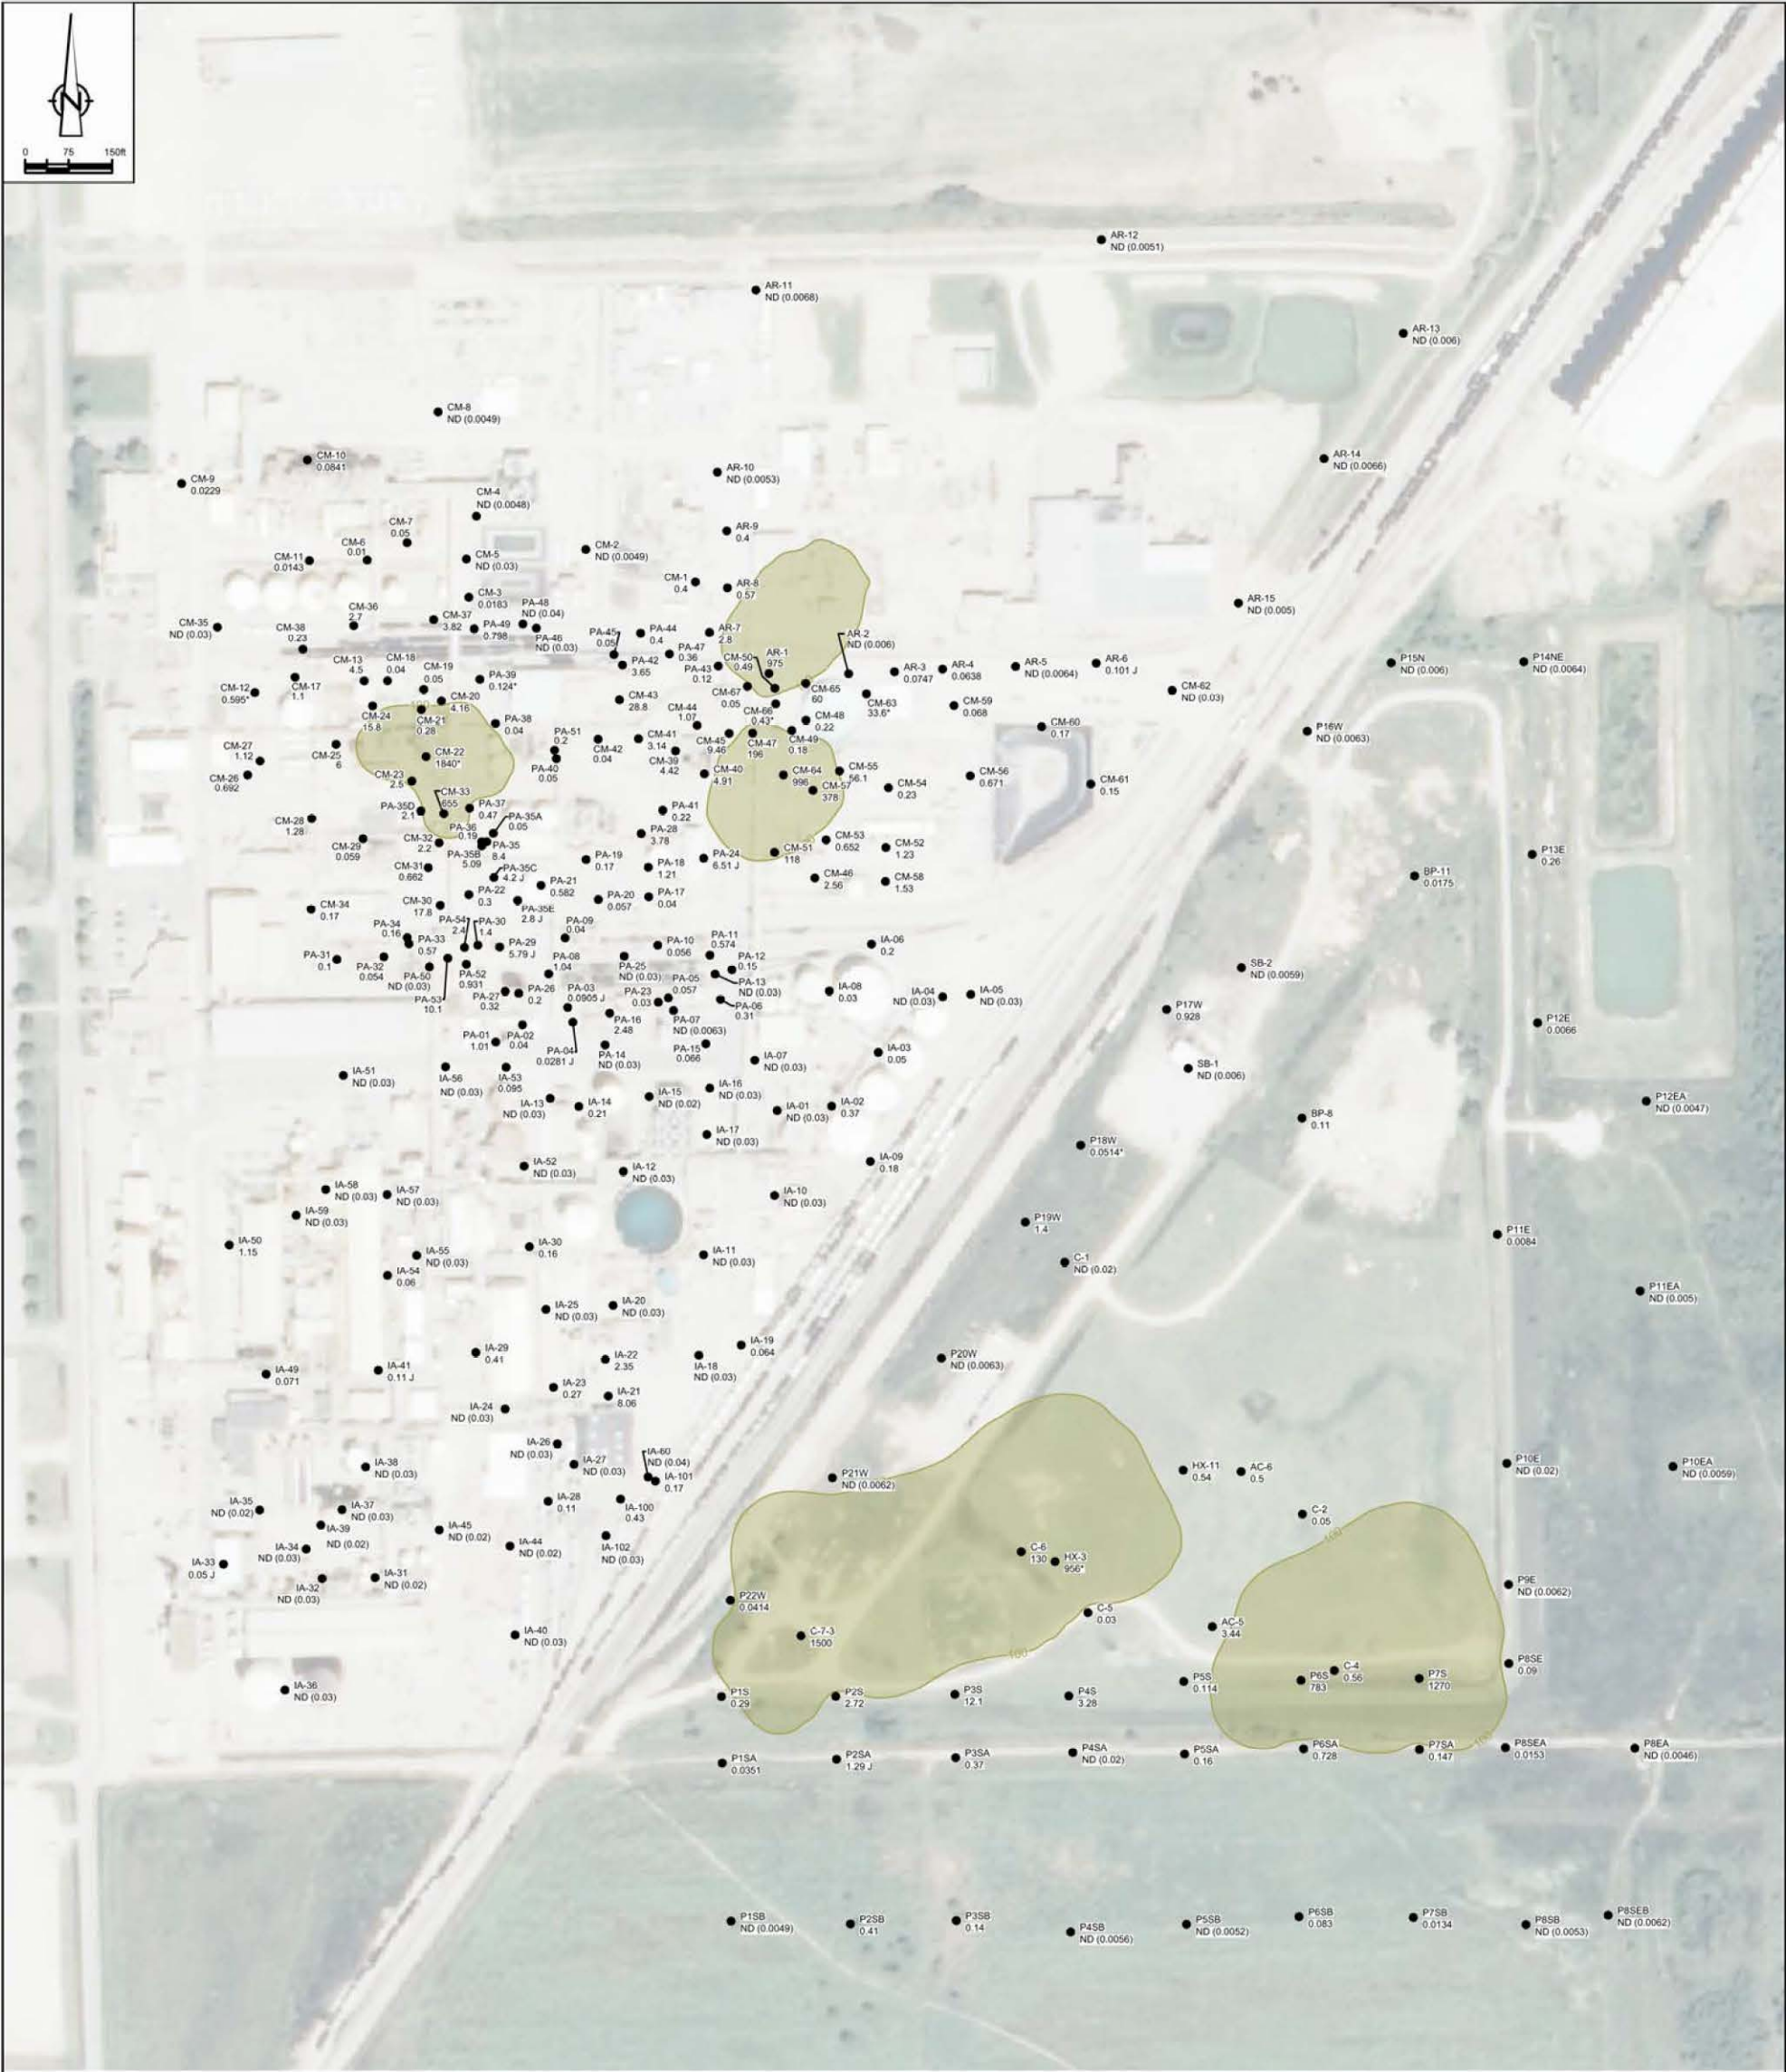 N
0 75 150ft
AR-12
ND (0.0051)
AR-11
ND (0.0068)
AR-13
ND (0.006)
CM-8
ND (0.0049)
CM-10
0.0841
AR-14
ND (0.0066)
AR-10
ND (0.0053)
CM-9
0.0229
CM-4
ND (0.0048)
CM-7
0.05
AR-9
0.4
CM-6
0.01
CM-11
0.0143
CM-5
ND (0.03)
CM-2
ND (0.0049)
CM-1
0.4
AR-8
0.57
CM-3
0.0183
AR-15
ND (0.005)
PA-48
ND (0.04)
CM-36
2.7
CM-37
3.82
PA-49
0.798
PA-46
ND (0.03)
CM-35
ND (0.03)
CM-38
0.23
PA-45
0.05
PA-44
0.4
AR-7
2.8
AR-2
ND (0.006)
PA-47
0.36
PA-42
3.65
PA-43
0.12
CM-50
0.49
AR-1
975
AR-3
0.0747
AR-4
0.0638
AR-5
ND (0.0064)
AR-6
0.101 J
P15N
ND (0.006)
P14NE
ND (0.0064)
CM-13
4.5
CM-18
0.04
CM-19
0.05
PA-39
0.124*
CM-12
0.595*
CM-17
1.1
CM-20
4.16
CM-67
0.05
CM-65
60
CM-63
33.6*
CM-62
ND (0.03)
CM-43
28.8
CM-59
0.068
CM-66
0.43*
CM-24
15.8
CM-21
0.28
100
PA-38
0.04
CM-44
1.07
CM-48
0.22
CM-60
0.17
P16W
ND (0.0063)
PA-51
0.2
CM-42
0.04
CM-41
3.14
CM-45
9.46
CM-47
196
CM-49
0.18
CM-27
1.12
CM-25
6
CM-22
1840*
PA-40
0.05
CM-39
4.42
CM-40
4.91
CM-64
996
CM-55
56.1
CM-56
0.671
CM-26
0.692
CM-23
2.5
CM-57
378
CM-54
0.23
CM-61
0.15
CM-33
655
PA-35D
2.1
PA-37
0.47
PA-41
0.22
CM-28
1.28
PA-35A
0.05
PA-36
0.19
PA-28
3.78
CM-29
0.059
CM-32
2.2
PA-35
8.4
PA-35B
5.09
CM-53
0.652
CM-52
1.23
CM-51
118
PA-24
6.51 J
PA-19
0.17
PA-18
1.21
P13E
0.26
CM-31
0.662
PA-35C
4.2 J
CM-46
2.56
CM-58
1.53
BP-11
0.0175
PA-21
0.582
PA-22
0.3
PA-20
0.057
PA-17
0.04
CM-34
0.17
CM-30
17.8
PA-35E
2.8 J
PA-34
0.16
PA-33
0.57
PA-54
2.4
PA-30
1.4
PA-29
5.79 J
PA-09
0.04
PA-10
0.056
PA-11
0.574
IA-06
0.2
PA-31
0.1
PA-32
0.054
PA-50
ND (0.03)
PA-52
0.931
PA-08
1.04
PA-25
ND (0.03)
PA-12
0.15
PA-13
ND (0.03)
SB-2
ND (0.0059)
PA-53
10.1
PA-27
0.32
PA-26
0.2
PA-03
0.0905 J
PA-23
0.03
PA-05
0.057
PA-06
0.31
IA-08
0.03
IA-04
ND (0.03)
IA-05
ND (0.03)
P17W
0.928
P12E
0.0066
PA-16
2.48
PA-07
ND (0.0063)
PA-01
1.01
PA-02
0.04
PA-04
0.0281 J
PA-14
ND (0.03)
PA-15
0.066
IA-07
ND (0.03)
IA-03
0.05
SB-1
ND (0.006)
IA-51
ND (0.03)
IA-56
ND (0.03)
IA-53
0.095
IA-13
ND (0.03)
IA-14
0.21
IA-15
ND (0.02)
IA-16
ND (0.03)
IA-01
ND (0.03)
IA-02
0.37
P12EA
ND (0.0047)
BP-8
0.11
IA-17
ND (0.03)
P18W
0.0514*
IA-52
ND (0.03)
IA-12
ND (0.03)
IA-09
0.18
IA-58
ND (0.03)
IA-57
ND (0.03)
IA-10
ND (0.03)
IA-59
ND (0.03)
P19W
1.4
P11E
0.0084
IA-50
1.15
IA-30
0.16
IA-55
ND (0.03)
IA-11
ND (0.03)
C-1
ND (0.02)
IA-54
0.06
P11EA
ND (0.005)
IA-25
ND (0.03)
IA-20
ND (0.03)
IA-29
0.41
IA-22
2.35
IA-18
ND (0.03)
IA-19
0.064
P20W
ND (0.0063)
IA-49
0.071
IA-41
0.11 J
IA-23
0.27
IA-21
8.06
IA-24
ND (0.03)
IA-26
ND (0.03)
IA-27
ND (0.03)
IA-60
ND (0.04)
IA-101
0.17
IA-38
ND (0.03)
P21W
ND (0.0062)
HX-11
0.54
AC-6
0.5
P10E
ND (0.02)
P10EA
ND (0.0059)
IA-35
ND (0.02)
IA-37
ND (0.03)
IA-28
0.11
IA-100
0.43
C-2
0.05
IA-39
ND (0.02)
IA-45
ND (0.02)
IA-44
ND (0.02)
IA-102
ND (0.03)
100
IA-34
ND (0.03)
C-6
130
HX-3
956*
IA-33
0.05 J
IA-32
ND (0.03)
IA-31
ND (0.02)
P9E
ND (0.0062)
P22W
0.0414
C-5
0.03
AC-5
3.44
IA-40
ND (0.03)
C-7-3
1500
100
P8SE
0.09
IA-36
ND (0.03)
P1S
0.29
P2S
2.72
P3S
12.1
P4S
3.28
P5S
0.114
P6S
783
C-4
0.56
P7S
1270
100
P1SA
0.0351
P2SA
1.29 J
P3SA
0.37
P4SA
ND (0.02)
P5SA
0.16
P6SA
0.728
P7SA
0.147
P8SEA
0.0153
P8EA
ND (0.0046)
P1SB
ND (0.0049)
P2SB
0.41
P3SB
0.14
P4SB
ND (0.0056)
P5SB
ND (0.0052)
P6SB
0.083
P7SB
0.0134
P8SB
ND (0.0053)
P8SEB
ND (0.0062)